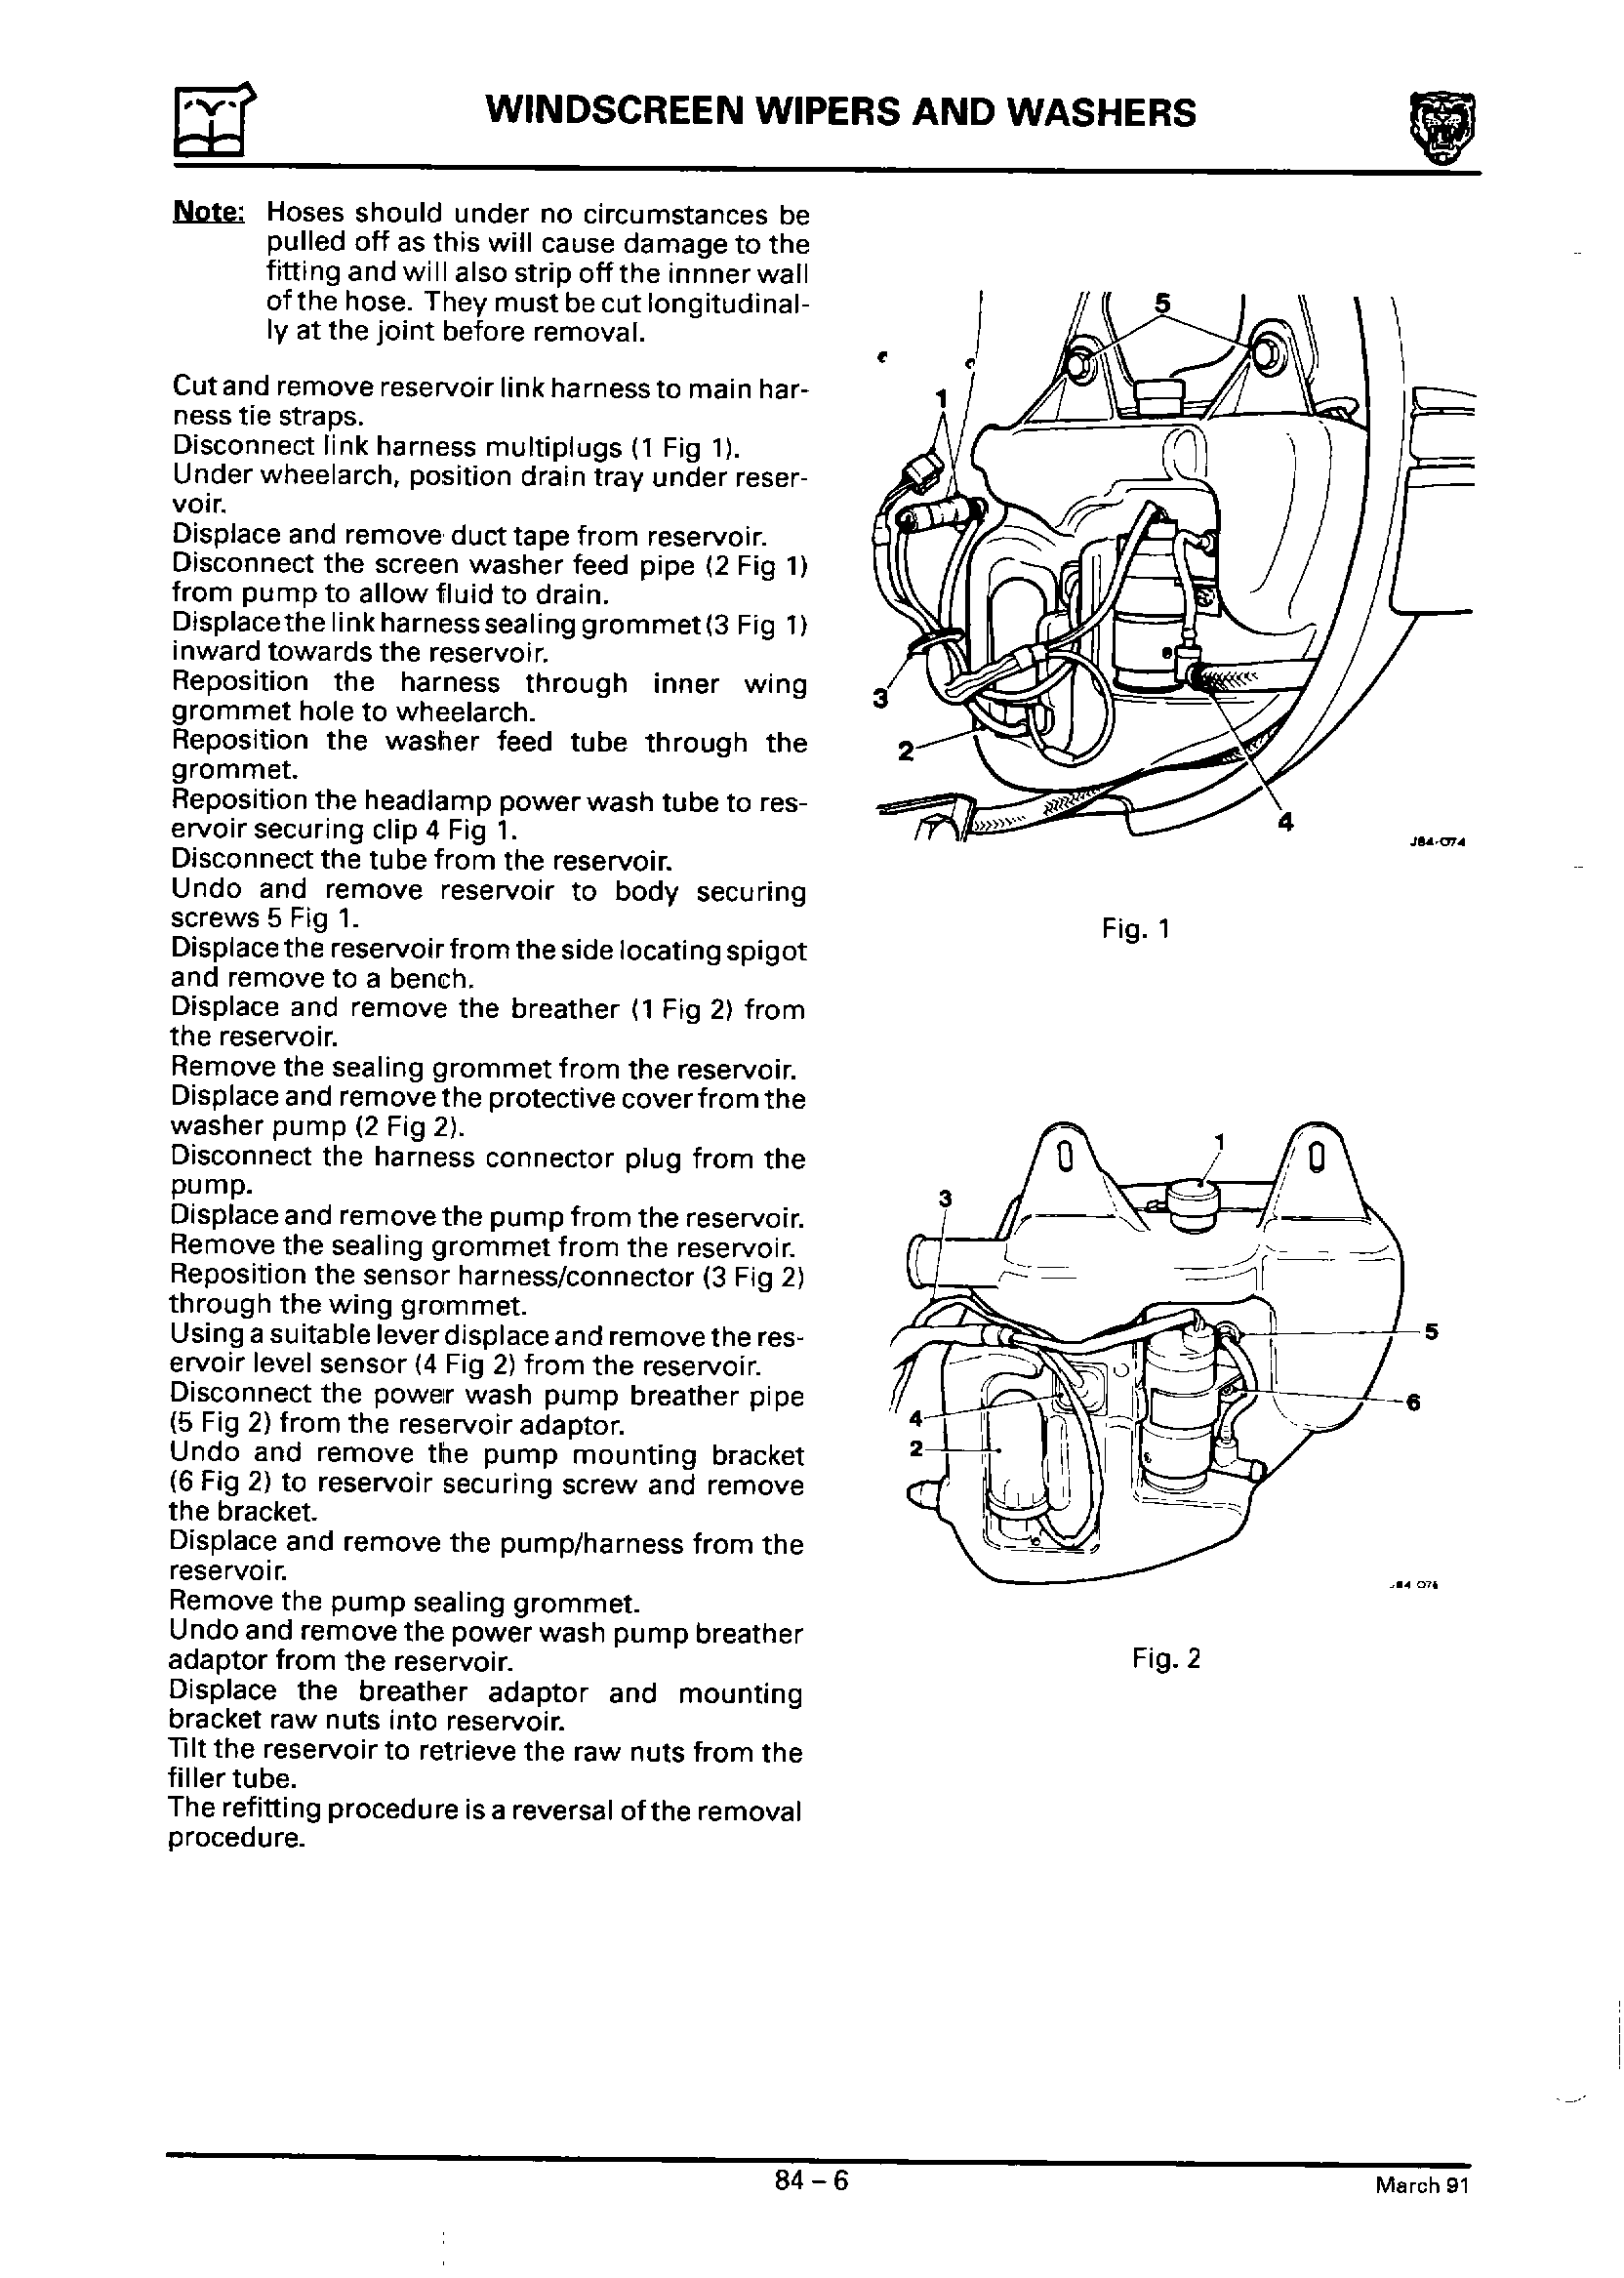 WINDSCREEN WIPERS AND WASHERS
Note: Hoses should under no circumstances be
pulled off as this will cause damage to the
fitting and will also strip off the innner wall
of the hose. They must be cut longitudinal-
ly at the joint before removal.
Cut and remove reservoir link harness to main har-
ness tie straps.
Disconnect link harness multiplugs (1 Fig 1).
Under wheelarch, position drain tray under reser-
voir.
Displace and remove duct tape from reservoir.
Disconnect the screen washer feed pipe (2 Fig 1)
from pump to allow fluid to drain.
Displace the link harness sealing grommet (3 Fig 1)
inward towards the reservoir.
Reposition the harness through inner wing
grommet hole to wheelarch.
Reposition the washer feed tube through the
grommet.
Reposition the headlamp power wash tube to res-
ervoir securing clip 4 Fig 1.
Disconnect the tube from the reservoir.
Undo and remove reservoir to body securing
screws 5 Fig 1.
Displace the reservoir from the side locating spigot
and remove to a bench.
Displace and remove the breather (1 Fig 2) from
the reservoir.
Remove the sealing grommet from the reservoir.
Displace and remove the protective cover from the
washer pump (2 Fig 2).
Disconnect the harness connector plug from the
pump.
Displace and remove the pump from the reservoir.
Remove the sealing grommet from the reservoir.
Reposition the sensor harness/connector (3 Fig 2)
through the wing grommet.
Using a suitable lever displace and remove the res-
ervoir level sensor (4 Fig 2) from the reservoir.
Disconnect the power wash pump breather pipe
(5 Fig 2) from the reservoir adaptor.
Undo and remove the pump mounting bracket
(6 Fig 2) to reservoir securing screw and remove
the bracket.
Displace and remove the pump/harness from the
reservoir.
Remove the pump sealing grommet.
Undo and remove the power wash pump breather
adaptor from the reservoir.
Displace the breather adaptor and mounting
bracket raw nuts into reservoir.
Tilt the reservoir to retrieve the raw nuts from the
filler tube.
The refitting procedure is a reversal of the removal
procedure.
5
1
3
2
4
J84-074
Fig. 1
1
3
5
6
4
2
Fig. 2
84 – 6
March 91